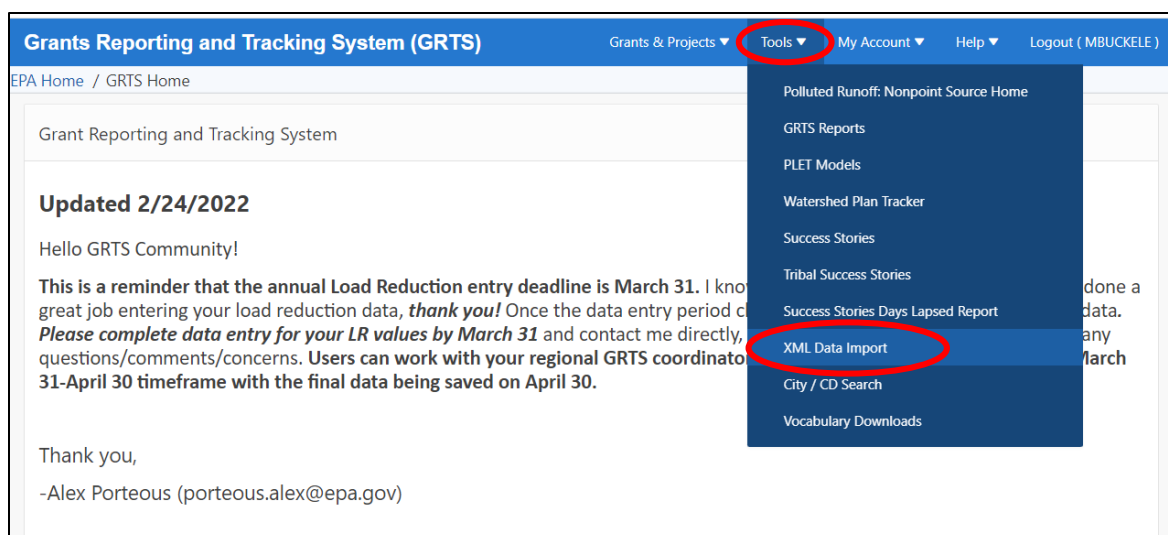 Grants Reporting and Tracking System (GRTS) Grants & Projects ▼ Tools ▼ My Account ▼ Help ▼ Logout ( MBUCKELE )
EPA Home / GRTS Home
Polluted Runoff: Nonpoint Source Home
GRTS Reports
PLET Models
Watershed Plan Tracker
Success Stories
Tribal Success Stories
Success Stories Days Lapsed Report
XML Data Import
City / CD Search
Vocabulary Downloads
Grant Reporting and Tracking System
Updated 2/24/2022
Hello GRTS Community!
This is a reminder that the annual Load Reduction entry deadline is March 31. I done a
great job entering your load reduction data, thank you! Once the data entry period data.
Please complete data entry for your LR values by March 31 and contact me directly, any
questions/comments/concerns. Users can work with your regional GRTS March
31-April 30 timeframe with the final data being saved on April 30.
Thank you,
-Alex Porteous (porteous.alex@epa.gov)